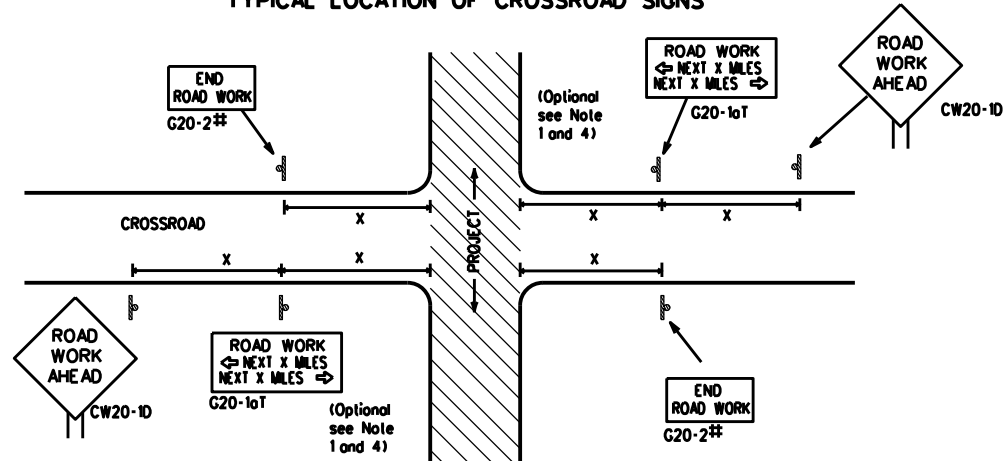 TYPICAL LOCATION OF CROSSROAD SIGNS
END
ROAD WORK
G20-2#
(Optional
see Note
1 and 4)
ROAD WORK
⇦ NEXT X MILES
NEXT X MILES ⇨
G20-1aT
ROAD
WORK
AHEAD
CW20-1D
X
X
X
CROSSROAD
PROJECT
X
X
X
ROAD
WORK
AHEAD
CW20-1D
ROAD WORK
⇦ NEXT X MILES
NEXT X MILES ⇨
G20-1aT
(Optional
see Note
1 and 4)
END
ROAD WORK
G20-2#